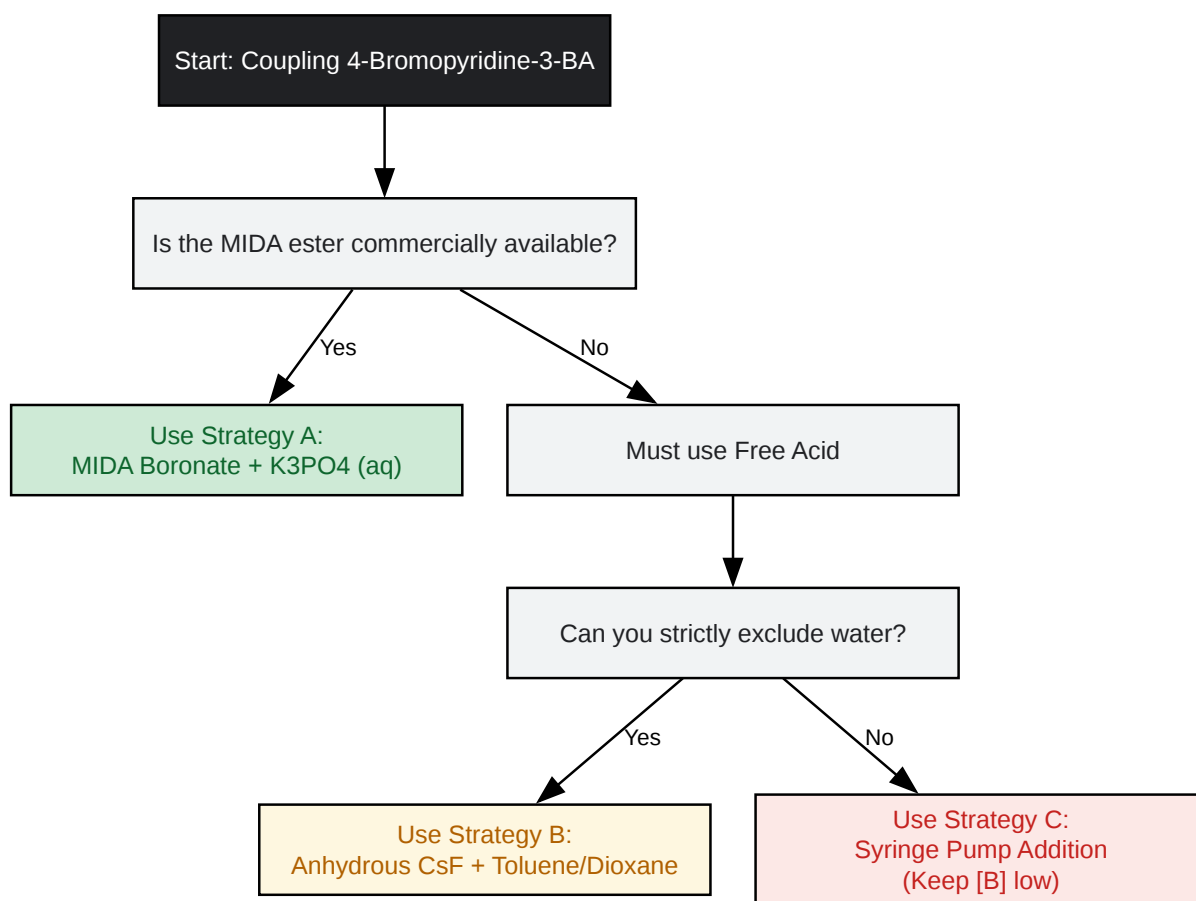 Start: Coupling 4-Bromopyridine-3-BA
Is the MIDA ester commercially available?
Yes
No
Use Strategy A:
MIDA Boronate + K3PO4 (aq)
Must use Free Acid
Can you strictly exclude water?
Yes
No
Use Strategy B:
Anhydrous CsF + Toluene/Dioxane
Use Strategy C:
Syringe Pump Addition
(Keep [B] low)